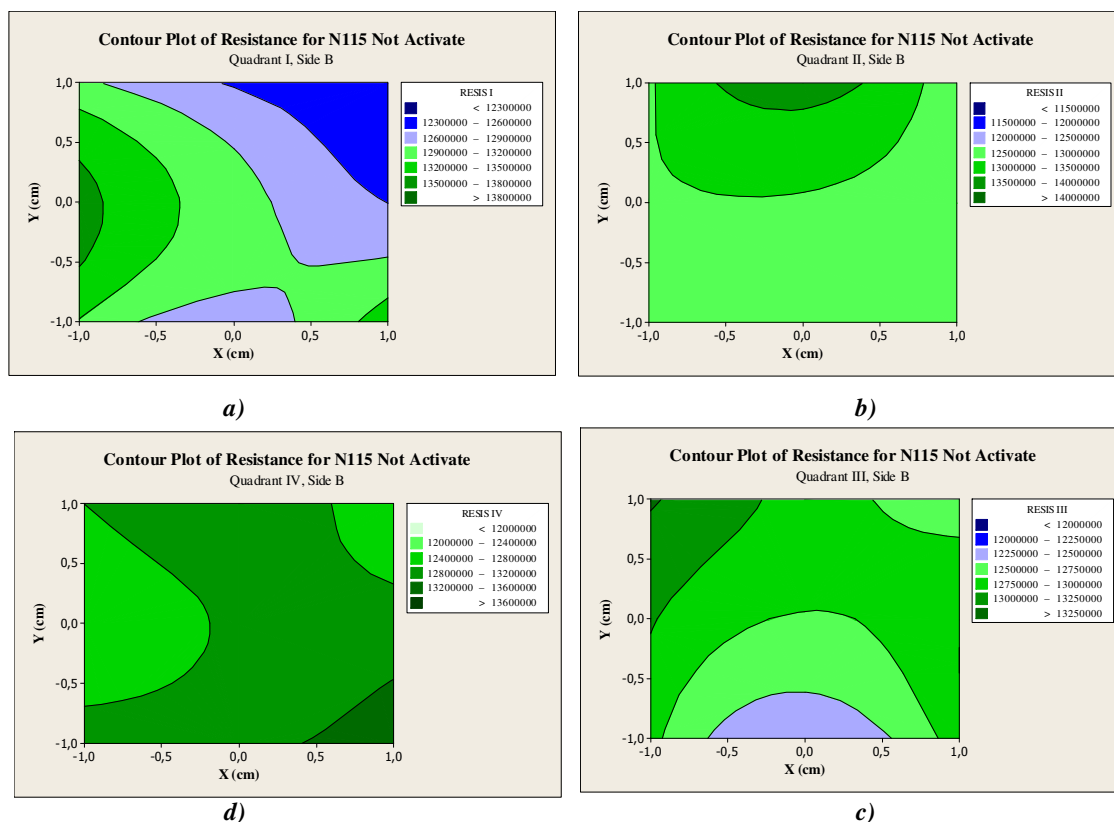 Contour Plot of Resistance for N115 Not Activate
Quadrant I, Side B
RESIS I
< 12300000
12300000 – 12600000
12600000 – 12900000
12900000 – 13200000
13200000 – 13500000
13500000 – 13800000
> 13800000
1,0
0,5
0,0
-0,5
-1,0
Y (cm)
-1,0 -0,5 0,0 0,5 1,0
X (cm)
a)
Contour Plot of Resistance for N115 Not Activate
Quadrant II, Side B
RESIS II
< 11500000
11500000 – 12000000
12000000 – 12500000
12500000 – 13000000
13000000 – 13500000
13500000 – 14000000
> 14000000
1,0
0,5
0,0
-0,5
-1,0
Y (cm)
-1,0 -0,5 0,0 0,5 1,0
X (cm)
b)
Contour Plot of Resistance for N115 Not Activate
Quadrant IV, Side B
RESIS IV
< 12000000
12000000 – 12400000
12400000 – 12800000
12800000 – 13200000
13200000 – 13600000
> 13600000
1,0
0,5
0,0
-0,5
-1,0
Y (cm)
-1,0 -0,5 0,0 0,5 1,0
X (cm)
d)
Contour Plot of Resistance for N115 Not Activate
Quadrant III, Side B
RESIS III
< 12000000
12000000 – 12250000
12250000 – 12500000
12500000 – 12750000
12750000 – 13000000
13000000 – 13250000
> 13250000
1,0
0,5
0,0
-0,5
-1,0
Y (cm)
-1,0 -0,5 0,0 0,5 1,0
X (cm)
c)